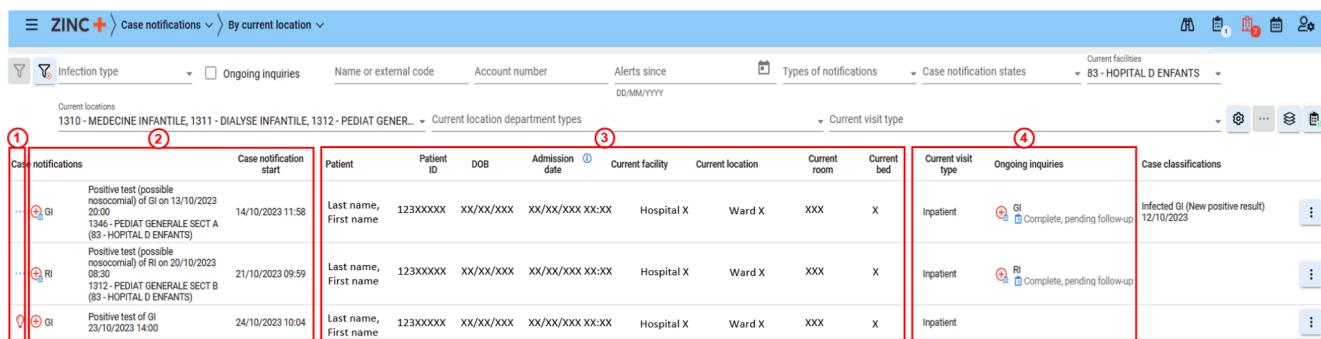 ZINC+ Case notifications By current location 1 7
Infection type Ongoing inquiries Name or external code Account number Alerts since Types of notifications Case notification states Current facilities
83 - HOPITAL D ENFANTS
DD/MM/YYYY
Current locations
1310 - MEDECINE INFANTILE, 1311 - DIALYSE INFANTILE, 1312 - PEDIAT GENER... Current location department types Current visit type
1 2 3 4
Case notifications Case notification start Patient Patient ID DOB Admission date Current facility Current location Current room Current bed Current visit type Ongoing inquiries Case classifications
GI
Positive test (possible
nosocomial) of GI on 13/10/2023
20:00
1346 - PEDIAT GENERALE SECT A
(83 - HOPITAL D ENFANTS)
14/10/2023 11:58
Last name,
First name
123XXXXX XX/XX/XXX XX/XX/XXX XX:XX Hospital X Ward X XXX X Inpatient
GI
Complete, pending follow-up
Infected GI (New positive result)
12/10/2023
RI
Positive test (possible
nosocomial) of RI on 20/10/2023
08:30
1312 - PEDIAT GENERALE SECT B
(83 - HOPITAL D ENFANTS)
21/10/2023 09:59
Last name,
First name
123XXXXX XX/XX/XXX XX/XX/XXX XX:XX Hospital X Ward X XXX X Inpatient
RI
Complete, pending follow-up
GI
Positive test of GI
23/10/2023 14:00
24/10/2023 10:04
Last name,
First name
123XXXXX XX/XX/XXX XX/XX/XXX XX:XX Hospital X Ward X XXX X Inpatient